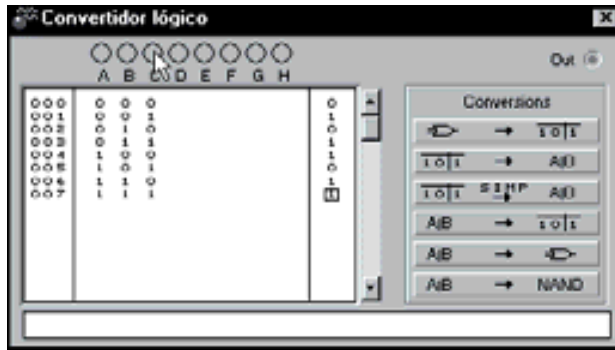 Convertidor lógico
Out
A B C D E F G H
000 0 0 0 0
001 0 0 1 1
002 0 1 0 0
003 0 1 1 1
004 1 0 0 1
005 1 0 1 0
006 1 1 0 1
007 1 1 1 1
Conversions
→ 1 0 1
1 0 1 → A|B
1 0 1 SIMP → A|B
A|B → 1 0 1
A|B →
A|B → NAND